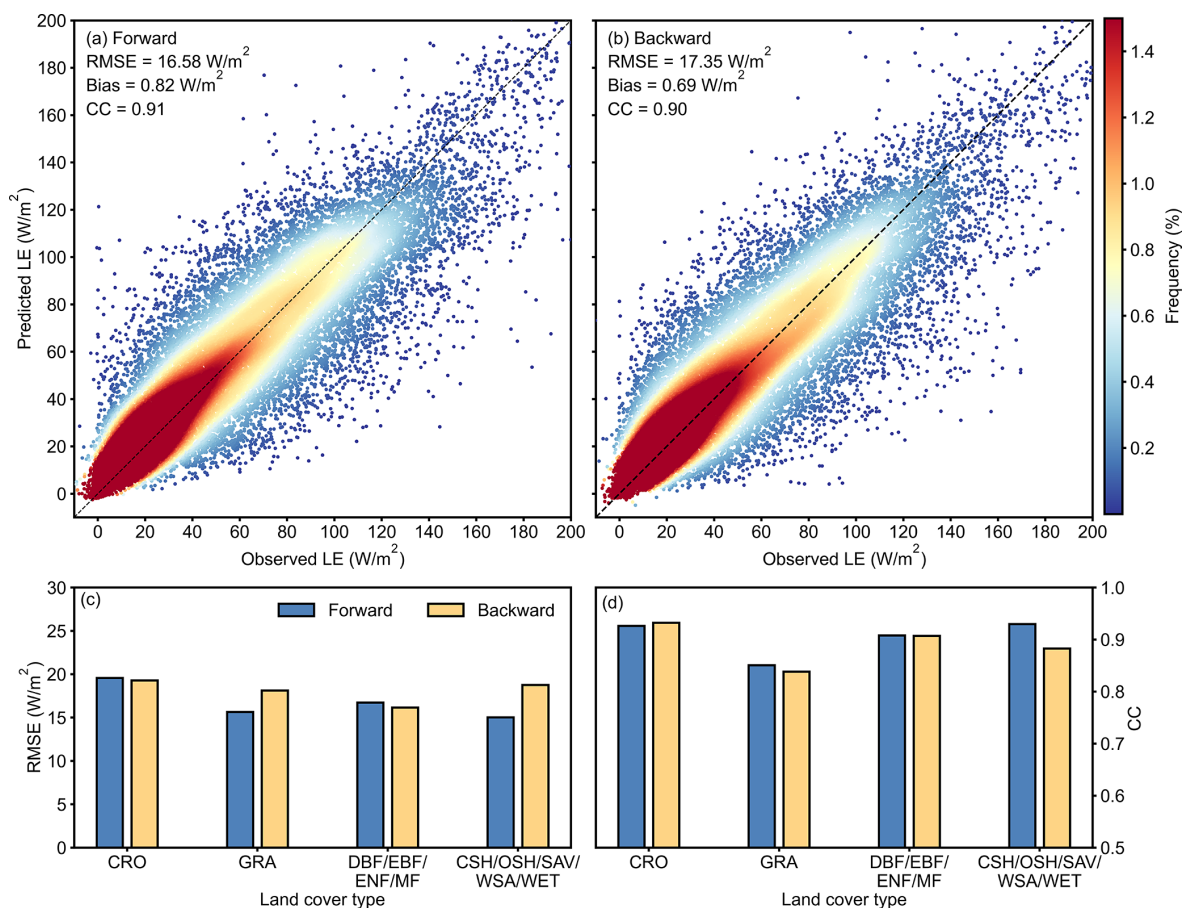 (a) Forward
RMSE = 16.58 W/m²
Bias = 0.82 W/m²
CC = 0.91
200
180
160
140
120
100
80
60
40
20
0
Predicted LE (W/m²)
0 20 40 60 80 100 120 140 160 180 200
Observed LE (W/m²)
(b) Backward
RMSE = 17.35 W/m²
Bias = 0.69 W/m²
CC = 0.90
0 20 40 60 80 100 120 140 160 180 200
Observed LE (W/m²)
1.4
1.2
1.0
0.8
0.6
0.4
0.2
Frequency (%)
(c)
Forward Backward
30
25
20
15
10
5
0
RMSE (W/m²)
CRO GRA DBF/EBF/ CSH/OSH/SAV/
ENF/MF WSA/WET
Land cover type
(d)
1.0
0.9
0.8
0.7
0.6
0.5
CC
CRO GRA DBF/EBF/ CSH/OSH/SAV/
ENF/MF WSA/WET
Land cover type